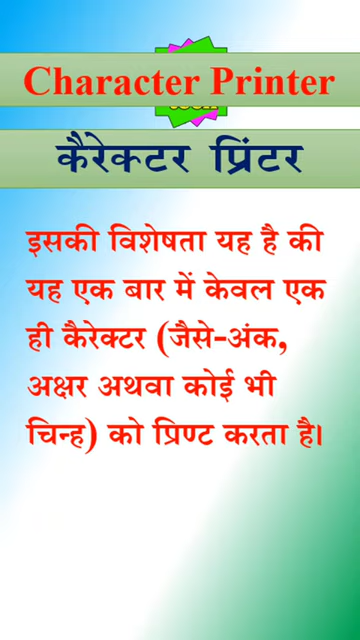 Character Printer
कैरेक्टर प्रिंटर
इसकी विशेषता यह है की
यह एक बार में केवल एक
ही कैरेक्टर (जैसे-अंक,
अक्षर अथवा कोई भी
चिन्ह) को प्रिण्ट करता है।